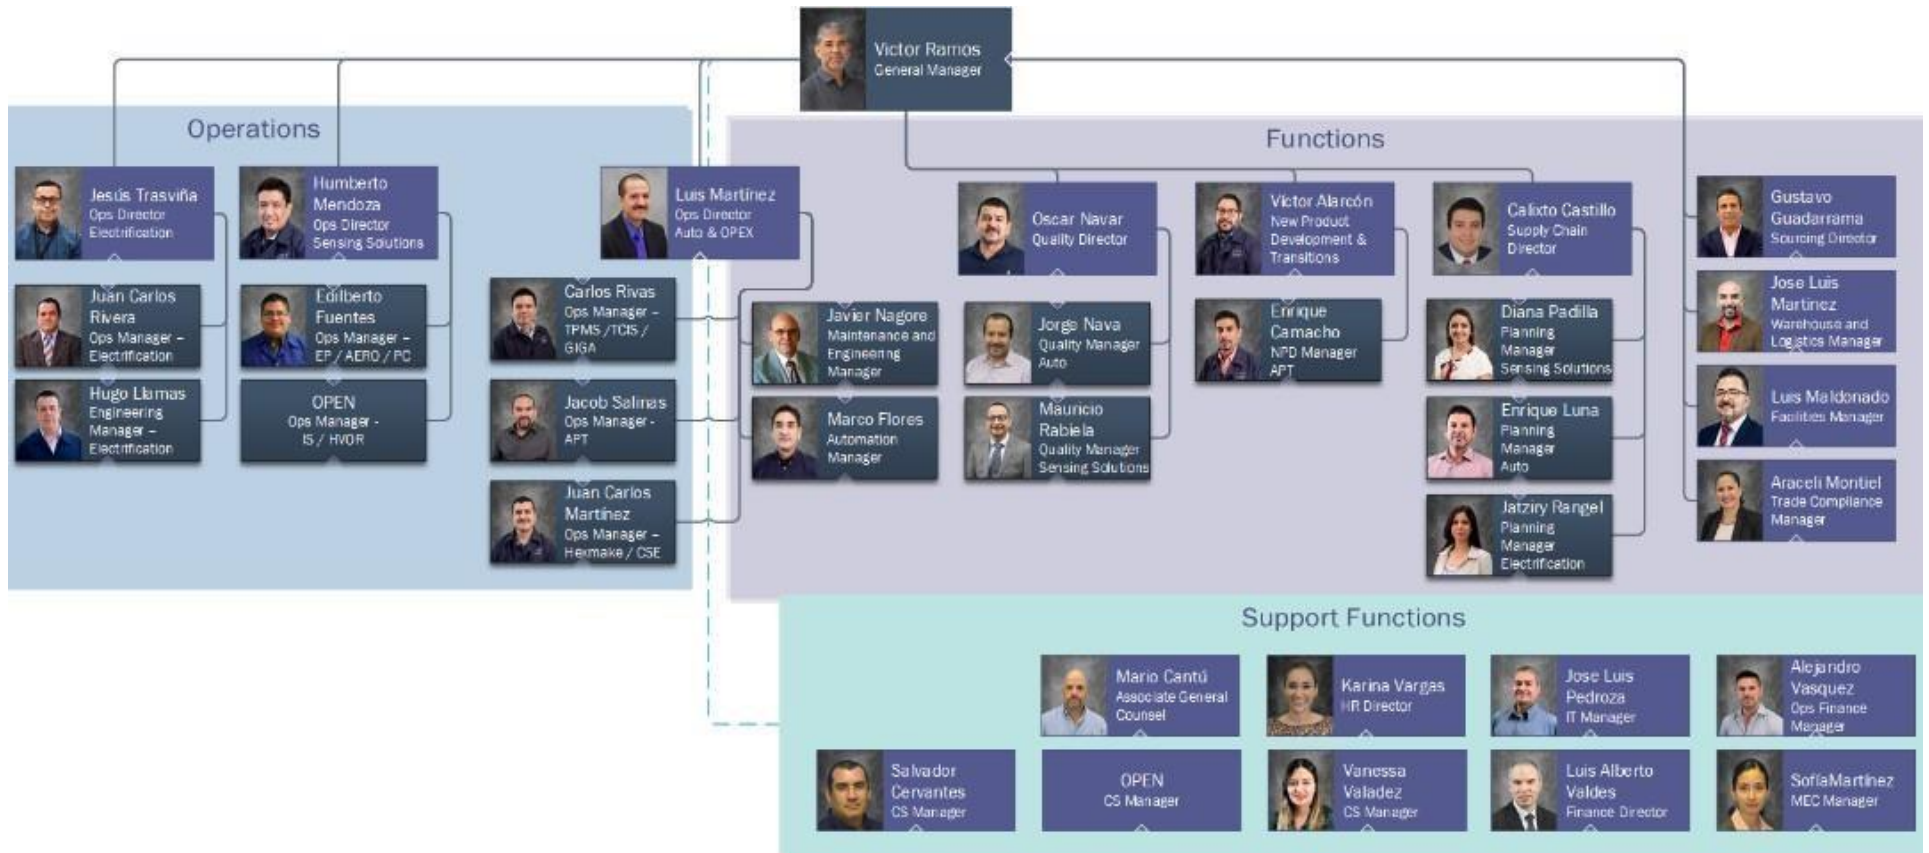 Victor Ramos
General Manager
Operations
Functions
Jesús Trasviña
Ops Director
Electrification
Humberto
Mendoza
Ops Director
Sensing Solutions
Luis Martínez
Ops Director
Auto & OPEX
Oscar Navar
Quality Director
Víctor Alarcón
New Product
Development &
Transitions
Calixto Castillo
Supply Chain
Director
Gustavo
Guadarrama
Sourcing Director
Juan Carlos
Rivera
Ops Manager –
Electrification
Edilberto
Fuentes
Ops Manager –
EP / AERO / PC
Carlos Rivas
Ops Manager –
TPMS /TCIS /
GIGA
Javier Nagore
Maintenance and
Engineering
Manager
Jorge Nava
Quality Manager
Auto
Enrique
Camacho
NPD Manager
APT
Diana Padilla
Planning
Manager
Sensing Solutions
Jose Luis
Martinez
Warehouse and
Logistics Manager
Hugo Llamas
Engineering
Manager –
Electrification
OPEN
Ops Manager -
IS / HVOR
Jacob Salinas
Ops Manager-
APT
Marco Flores
Automation
Manager
Mauricio
Rabiela
Quality Manager
Sensing Solutions
Enrique Luna
Planning
Manager
Auto
Luis Maldonado
Facilities Manager
Juan Carlos
Martínez
Ops Manager –
Hexmake / CSE
Jatziry Rangel
Planning
Manager
Electrification
Araceli Montiel
Trade Compliance
Manager
Support Functions
Mario Cantú
Associate General
Counsel
Karina Vargas
HR Director
Jose Luis
Pedroza
IT Manager
Alejandro
Vasquez
Ops Finance
Manager
Salvador
Cervantes
CS Manager
OPEN
CS Manager
Vanessa
Valadez
CS Manager
Luis Alberto
Valdes
Finance Director
SofíaMartínez
MEC Manager